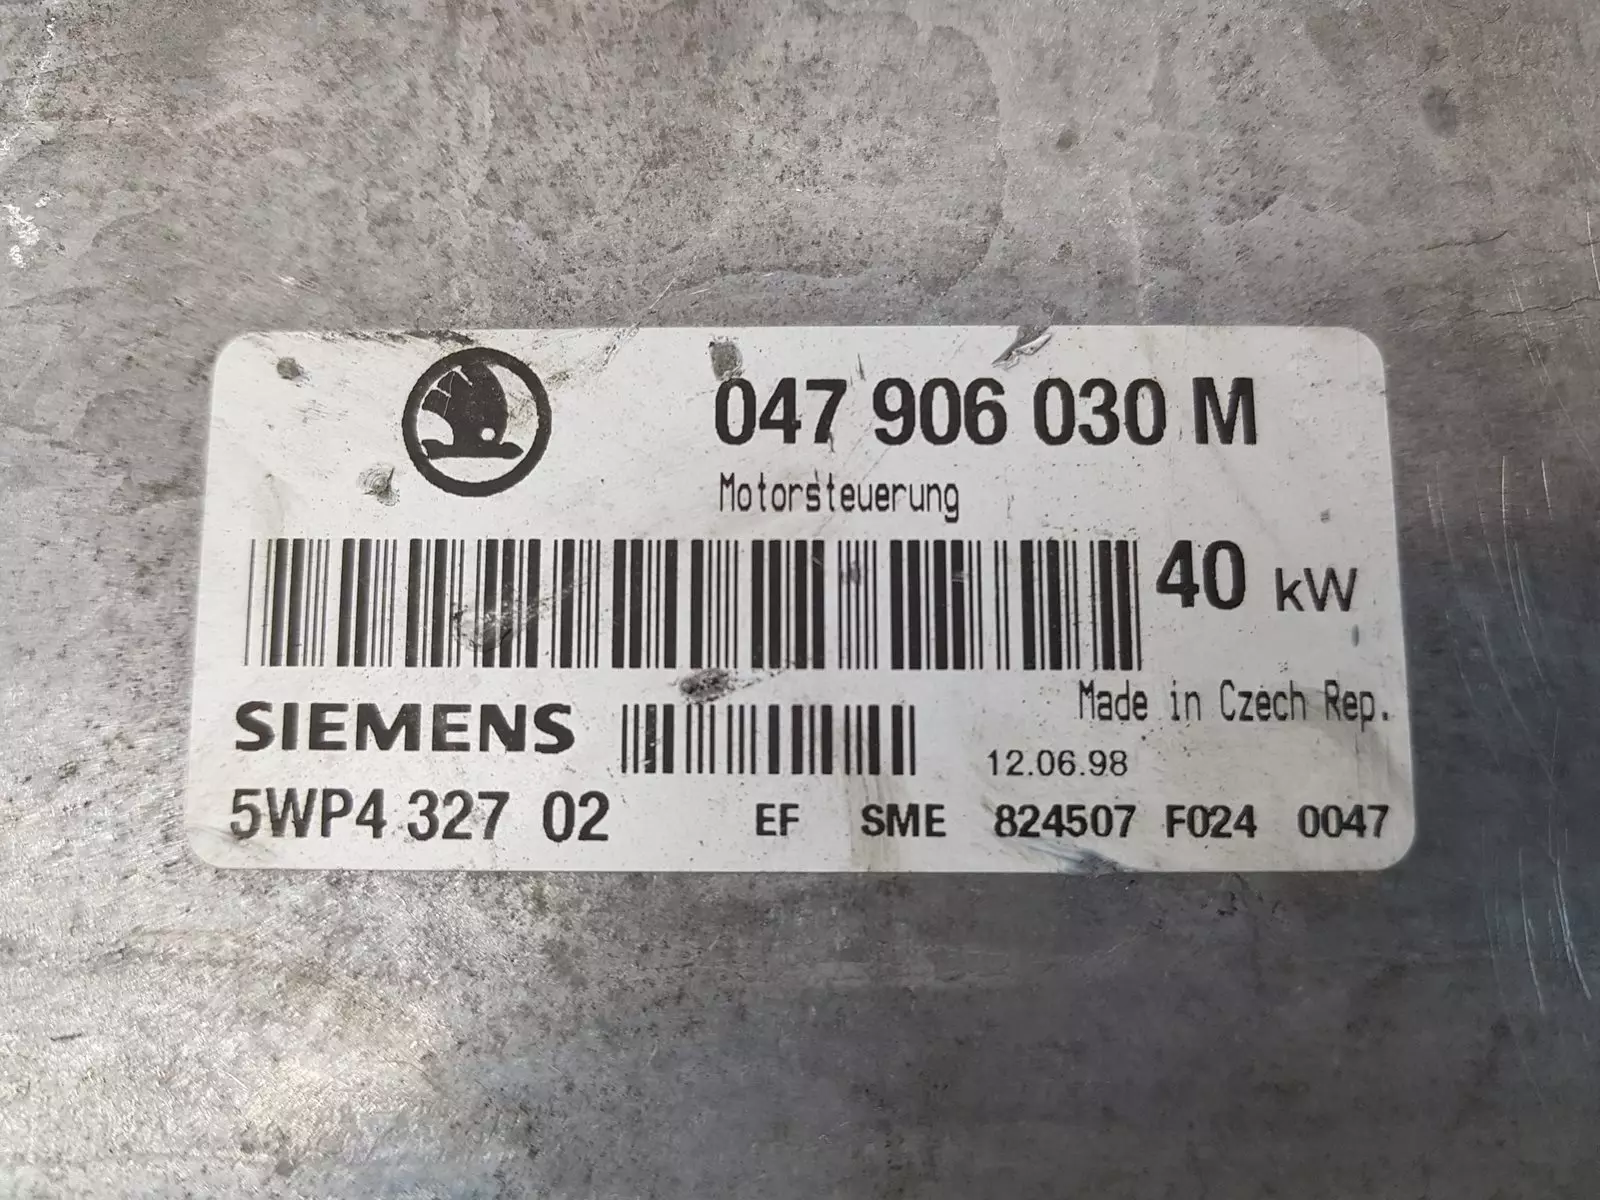 047 906 030 M
Motorsteuerung
40 kW
Made in Czech Rep.
SIEMENS
12.06.98
5WP4 327 02 EF SME 824507 F024 0047